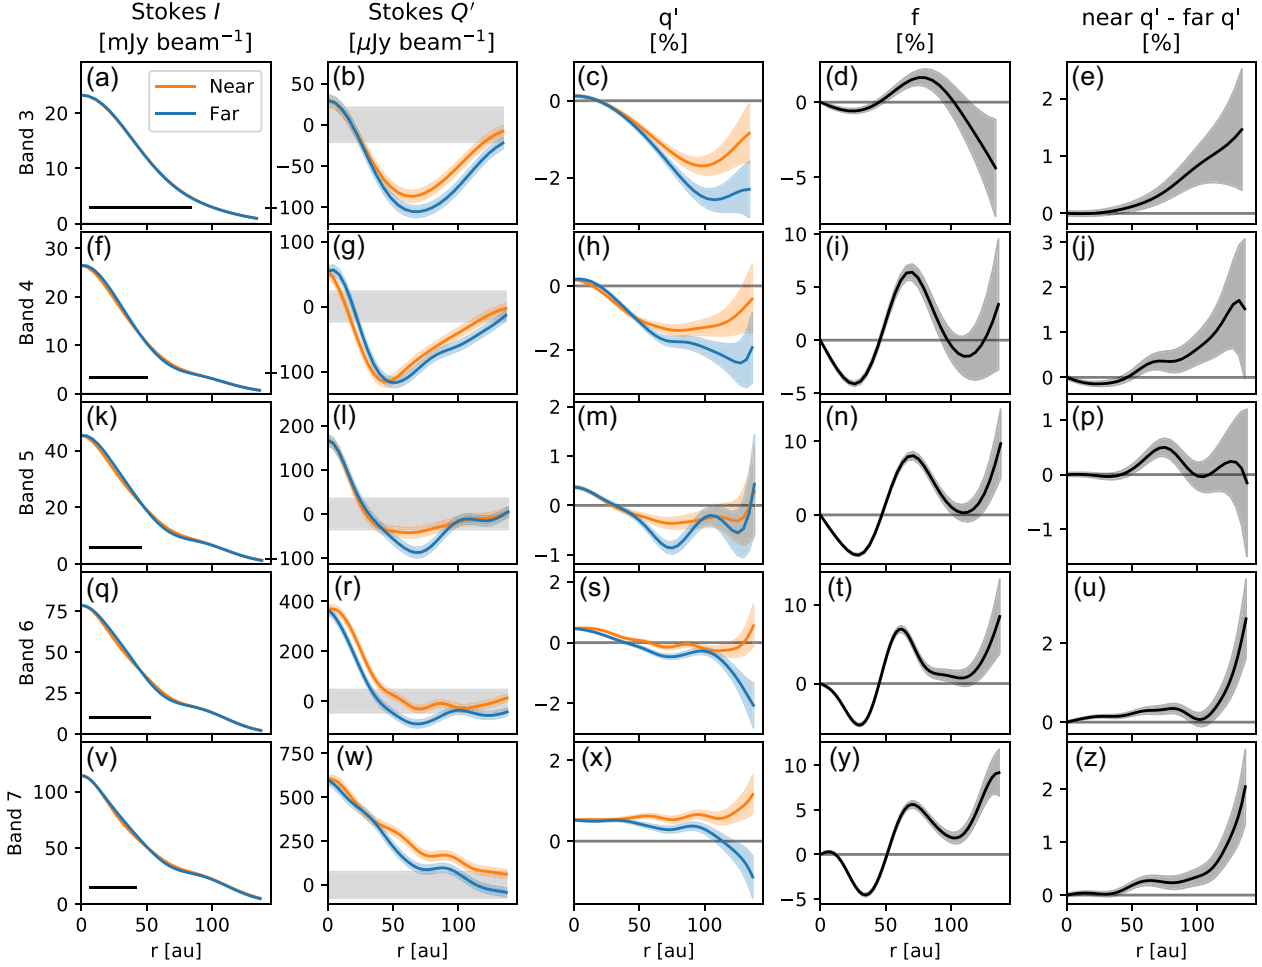 Stokes I
[mJy beam⁻¹]
Stokes Q'
[μJy beam⁻¹]
q'
[%]
f
[%]
near q' - far q'
[%]
Band 3
(a)
Near
Far
20
10
0
(b)
50
0
−50
−100
(c)
0
−2
(d)
0
−5
(e)
2
1
0
Band 4
(f)
30
20
10
0
(g)
100
0
−100
(h)
0
−2
(i)
10
5
0
−5
(j)
3
2
1
0
Band 5
(k)
40
20
0
(l)
200
100
0
−100
(m)
2
1
0
−1
(n)
10
0
(p)
1
0
−1
Band 6
(q)
75
50
25
0
(r)
400
200
0
(s)
2
0
−2
(t)
10
0
(u)
2
0
Band 7
(v)
100
50
0
(w)
750
500
250
0
(x)
2
0
(y)
10
5
0
−5
(z)
2
1
0
0 50 100
0 50 100
0 50 100
0 50 100
0 50 100
r [au]
r [au]
r [au]
r [au]
r [au]